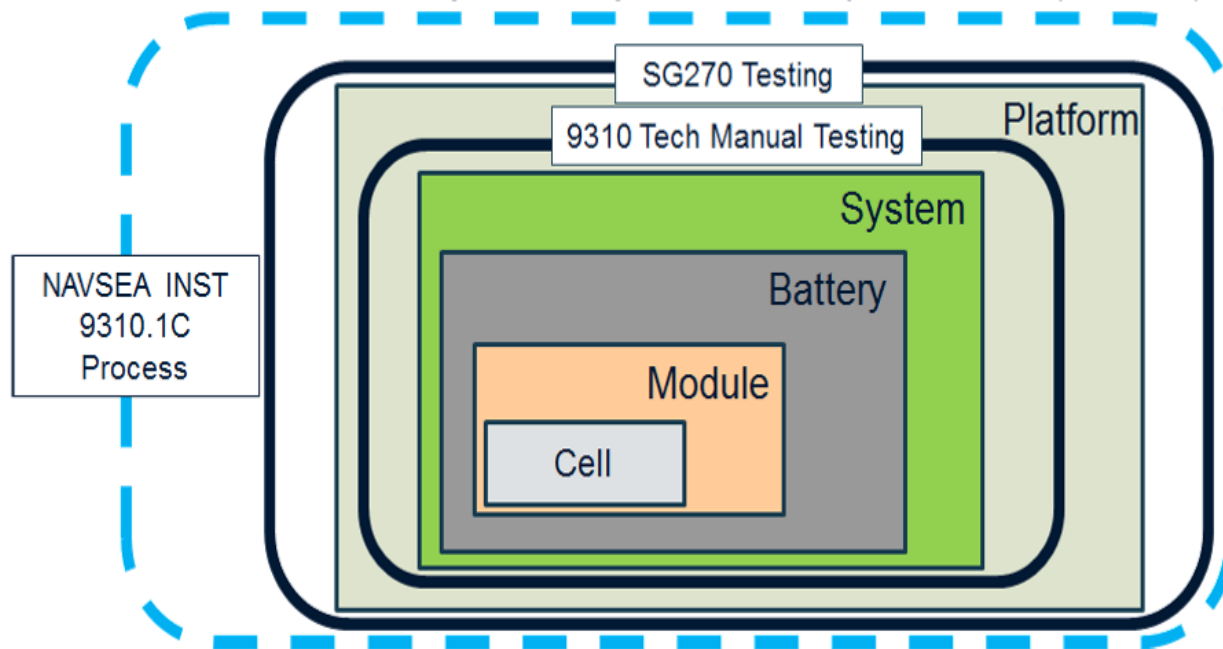 SG270 Testing
Platform
9310 Tech Manual Testing
System
NAVSEA INST
9310.1C
Process
Battery
Module
Cell